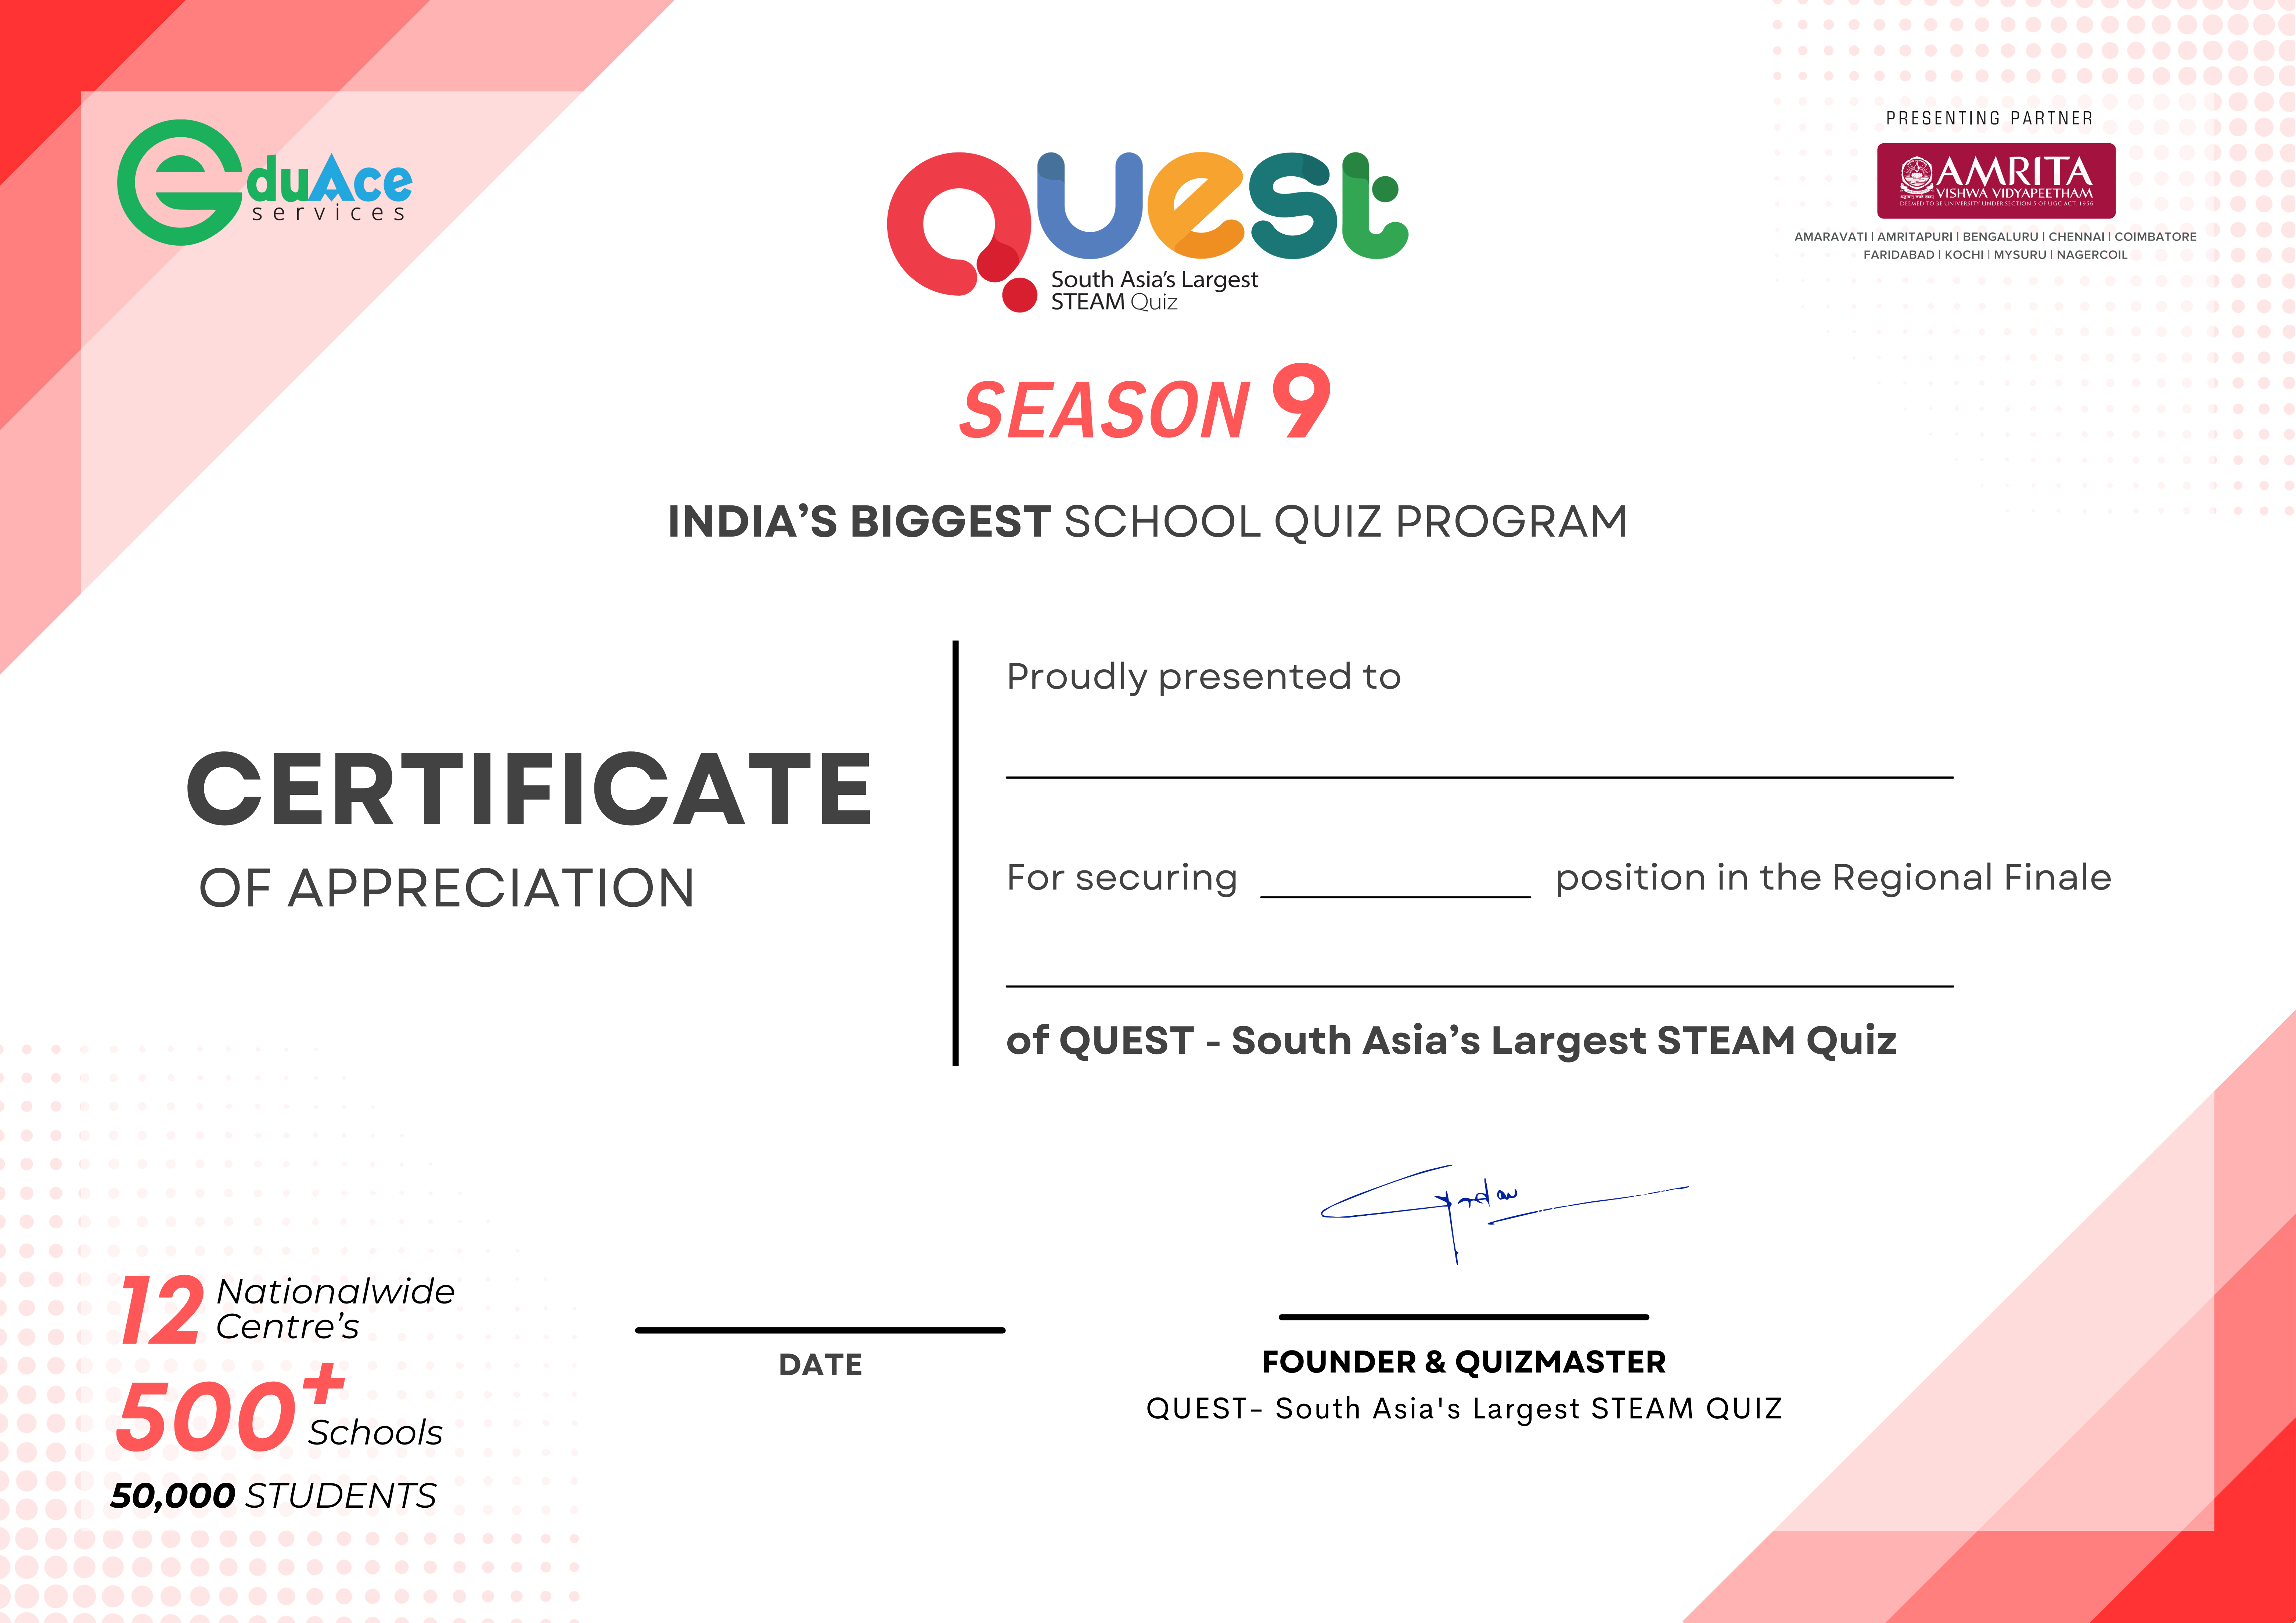 eduAce
services
PRESENTING PARTNER
AMRITA
VISHWA VIDYAPEETHAM
DEEMED TO BE UNIVERSITY UNDER SECTION 3 OF UGC ACT, 1956
AMARAVATI | AMRITAPURI | BENGALURU | CHENNAI | COIMBATORE
FARIDABAD | KOCHI | MYSURU | NAGERCOIL
Quest
South Asia's Largest
STEAM Quiz
SEASON 9
INDIA'S BIGGEST SCHOOL QUIZ PROGRAM
CERTIFICATE
OF APPRECIATION
Proudly presented to
For securing position in the Regional Finale
of QUEST - South Asia's Largest STEAM Quiz
12 Nationalwide
Centre's
500+
Schools
50,000 STUDENTS
DATE
FOUNDER & QUIZMASTER
QUEST- South Asia's Largest STEAM QUIZ